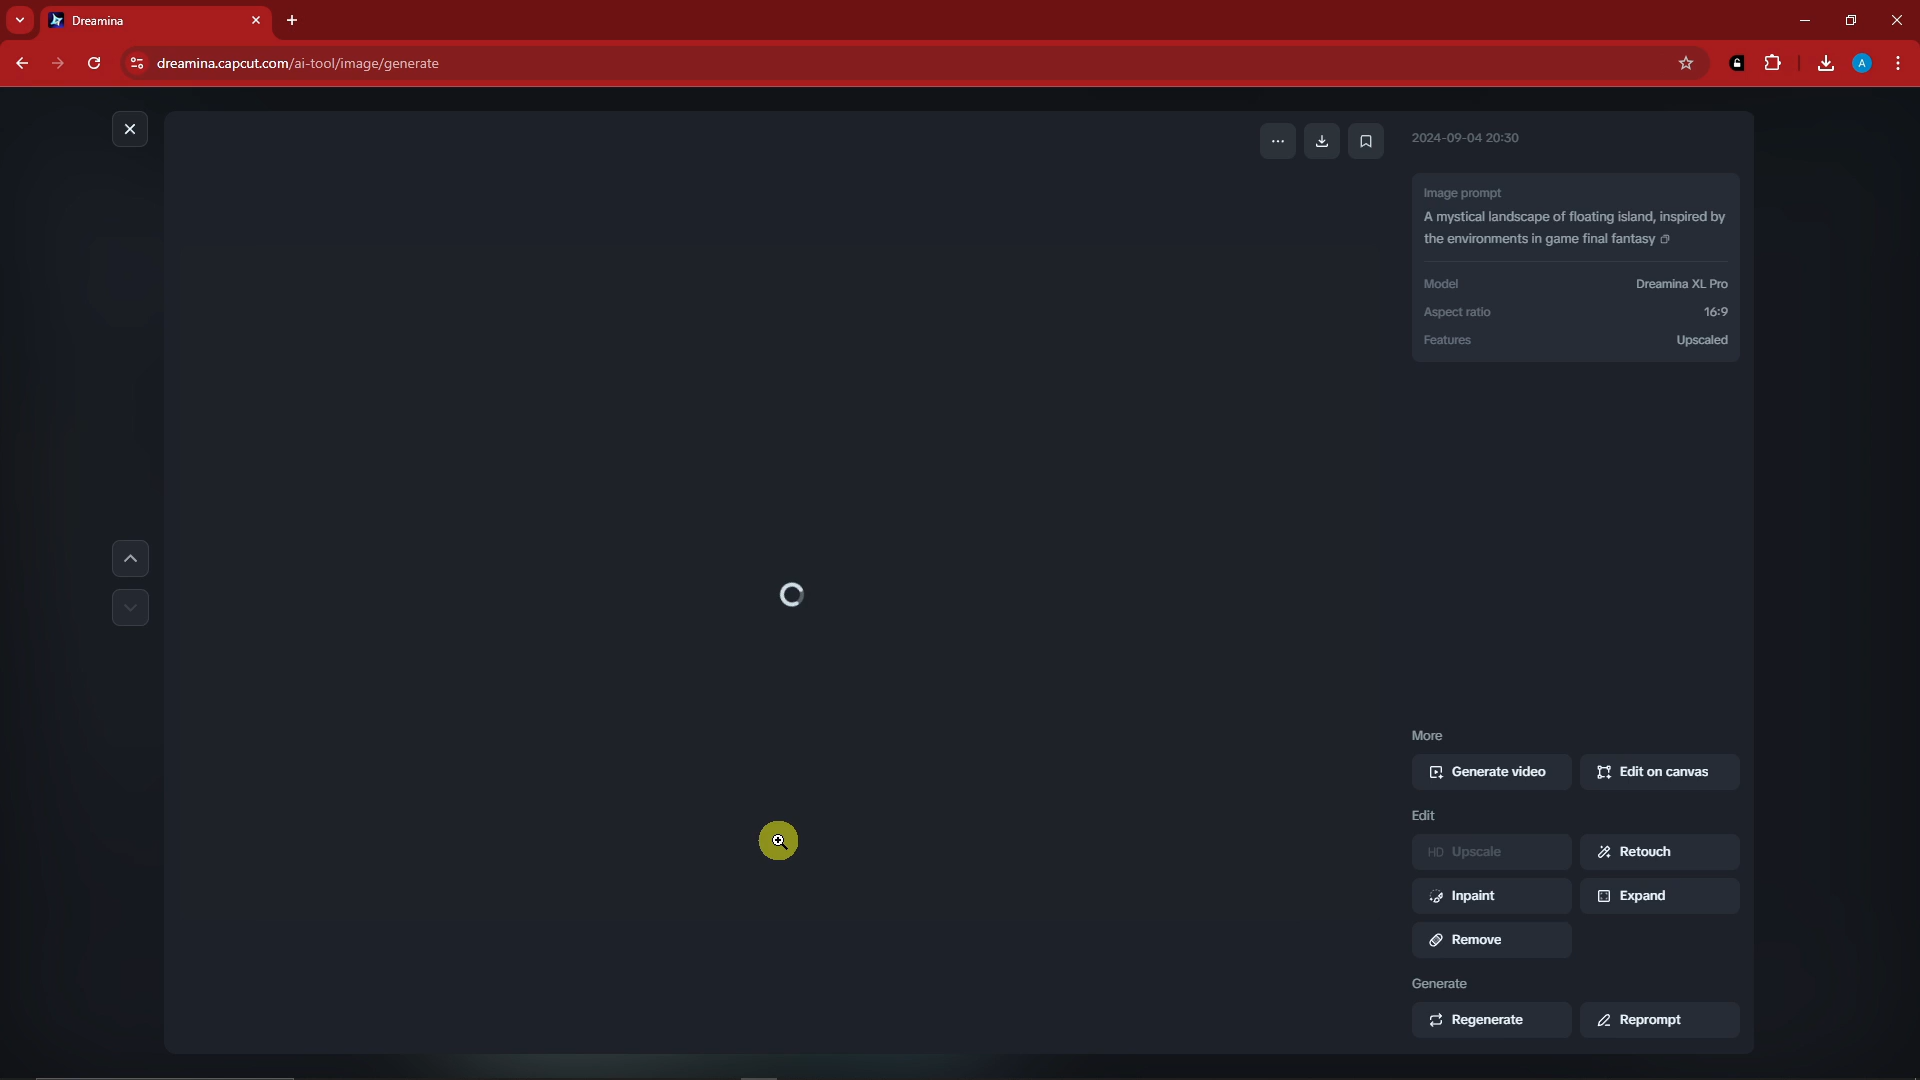 Dreamina
dreamina.capcut.com/ai-tool/image/generate
A
2024-09-04 20:30
Image prompt
A mystical landscape of floating island, inspired by
the environments in game final fantasy
Model Dreamina XL Pro
Aspect ratio 16:9
Features Upscaled
More
Generate video Edit on canvas
Edit
HD Upscale Retouch
Inpaint Expand
Remove
Generate
Regenerate Reprompt